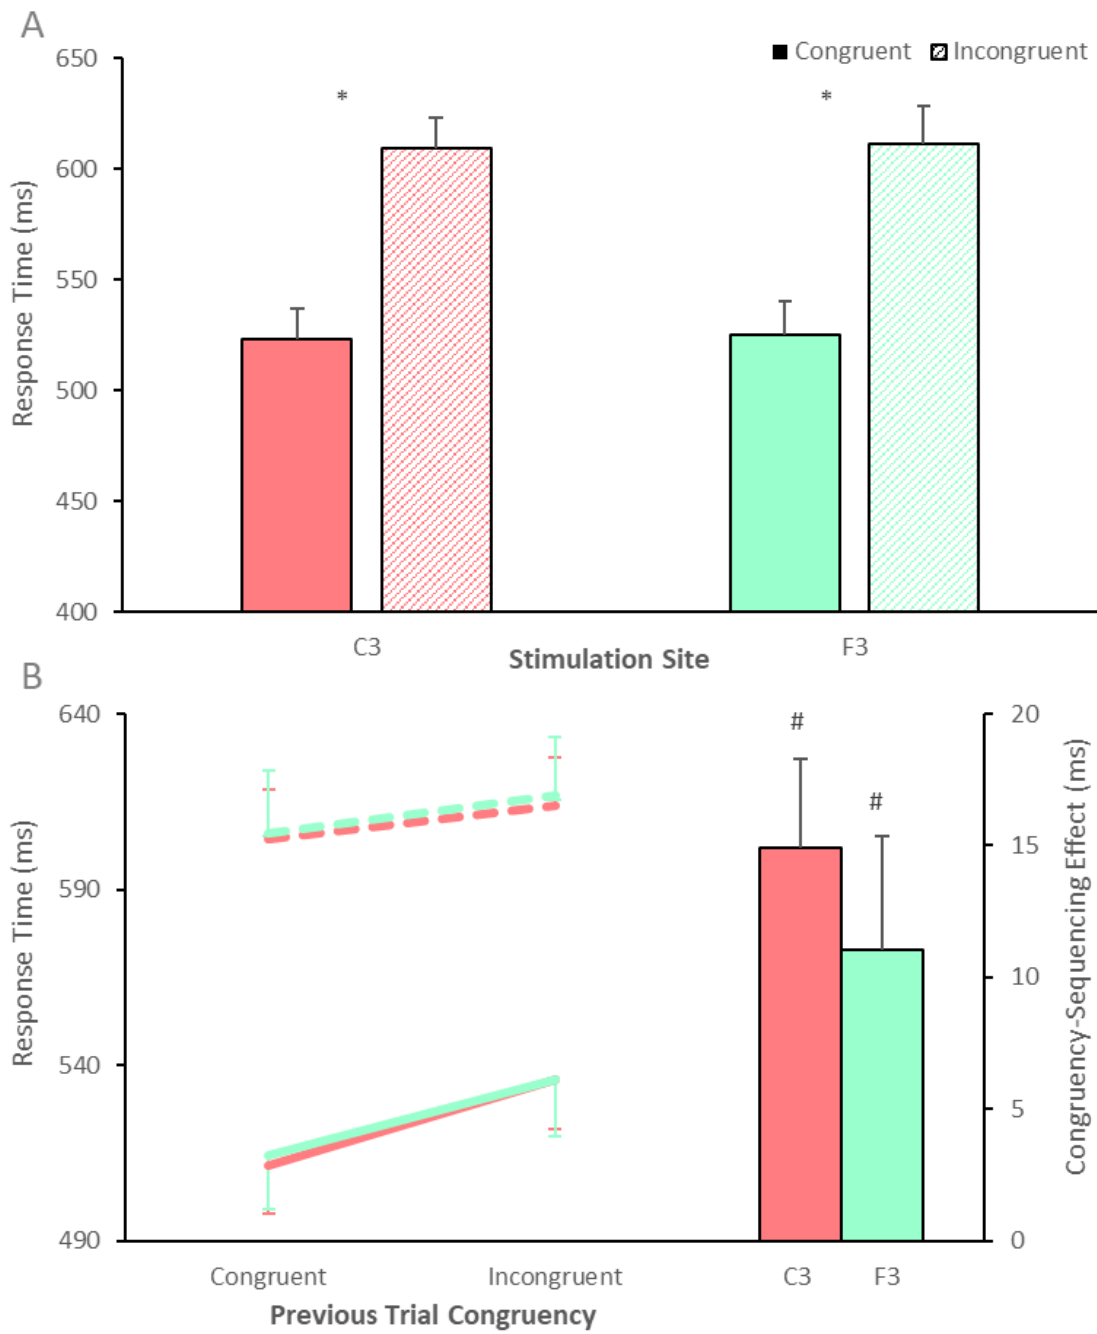 A
650
Congruent Incongruent
* *
600
Response Time (ms)
550
500
450
400
C3 F3
Stimulation Site
B
640 20
#
#
15
Response Time (ms)
590
Congruency-Sequencing Effect (ms)
10
540
5
490 0
Congruent Incongruent C3 F3
Previous Trial Congruency